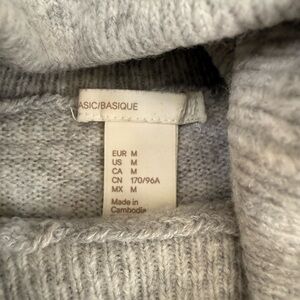 ASIC/BASIQUE
EUR M
US M
CA M
CN 170/96A
MX M
Made in
Cambodia